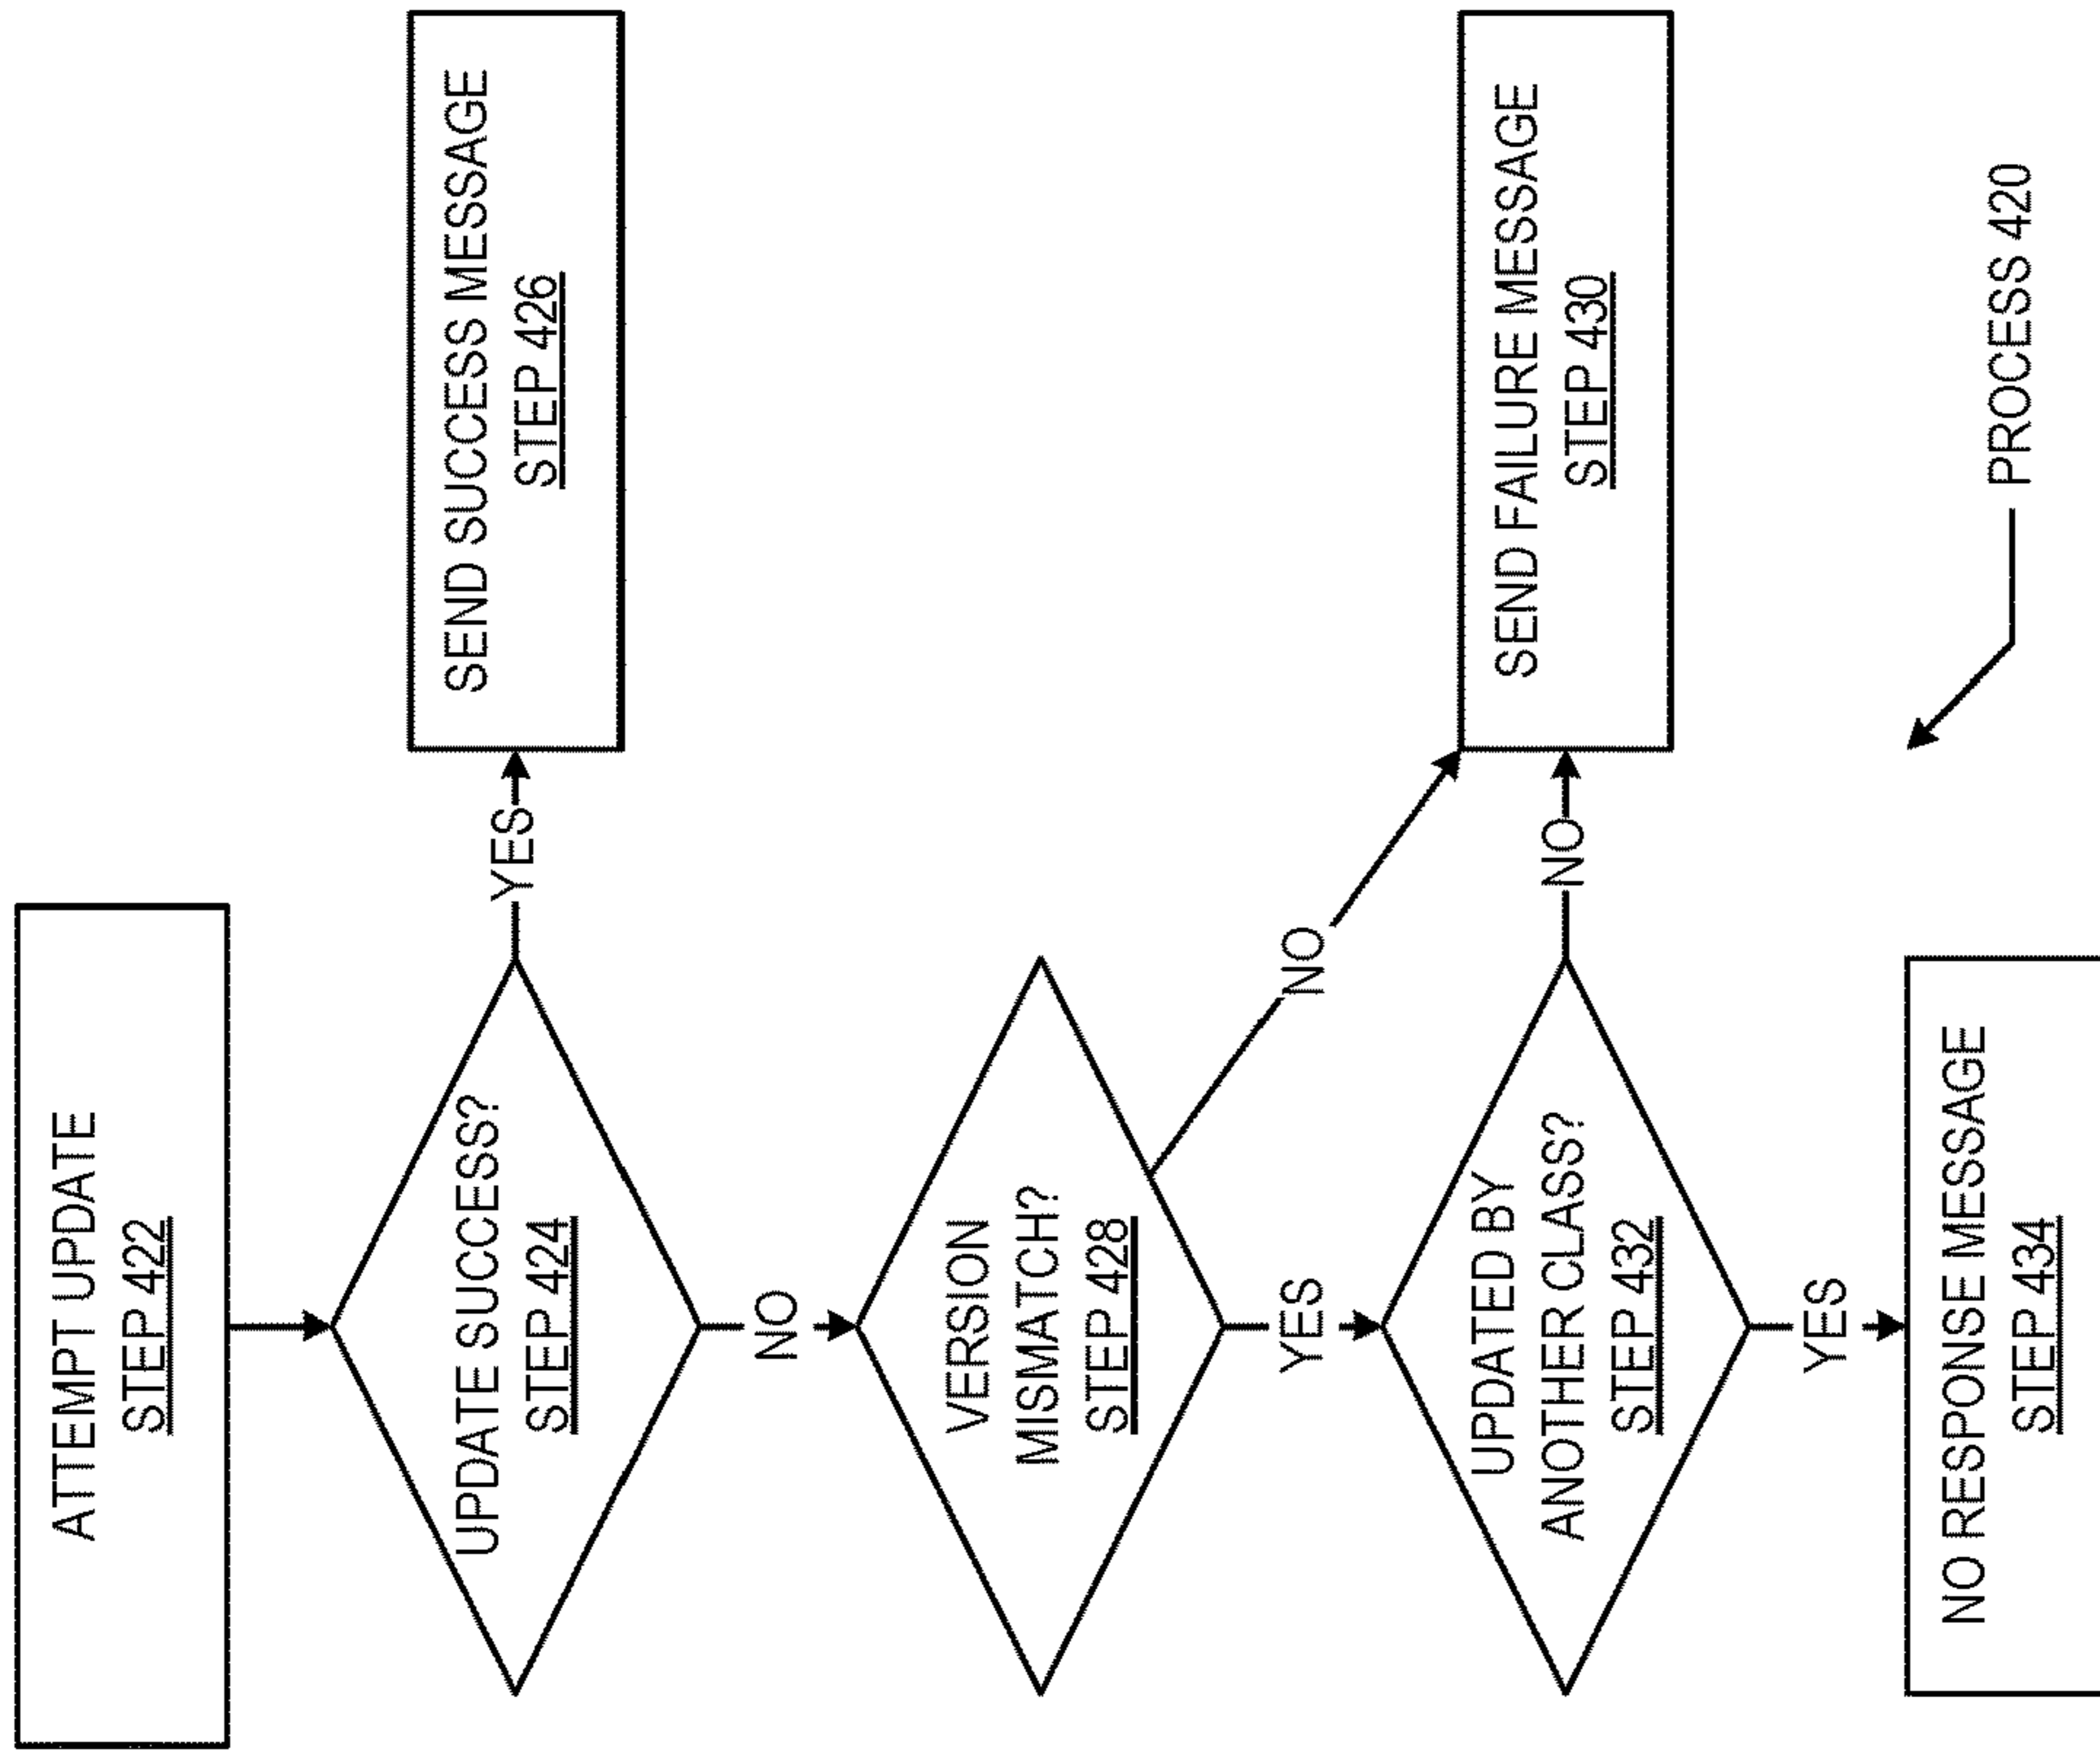 ATTEMPT UPDATE
STEP 422
UPDATE SUCCESS?
STEP 424
YES
SEND SUCCESS MESSAGE
STEP 426
NO
VERSION
MISMATCH?
STEP 428
NO
YES
UPDATED BY
ANOTHER CLASS?
STEP 432
NO
SEND FAILURE MESSAGE
STEP 430
YES
NO RESPONSE MESSAGE
STEP 434
PROCESS 420